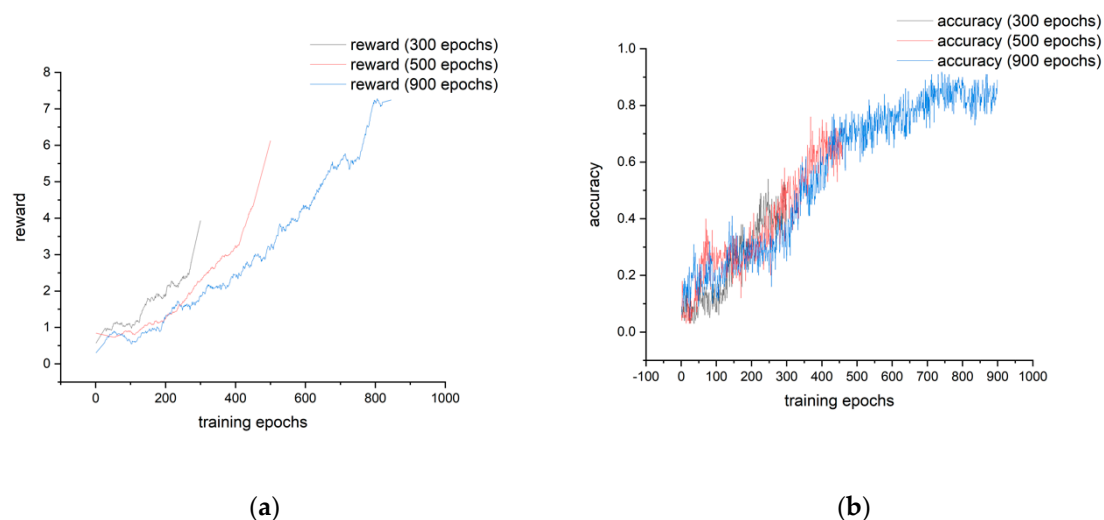 reward (300 epochs)
reward (500 epochs)
reward (900 epochs)
8
7
6
5
4
3
2
1
0
reward
0 200 400 600 800 1000
training epochs
(a)
accuracy (300 epochs)
accuracy (500 epochs)
accuracy (900 epochs)
1.0
0.8
0.6
0.4
0.2
0.0
accuracy
-100 0 100 200 300 400 500 600 700 800 900 1000
training epochs
(b)